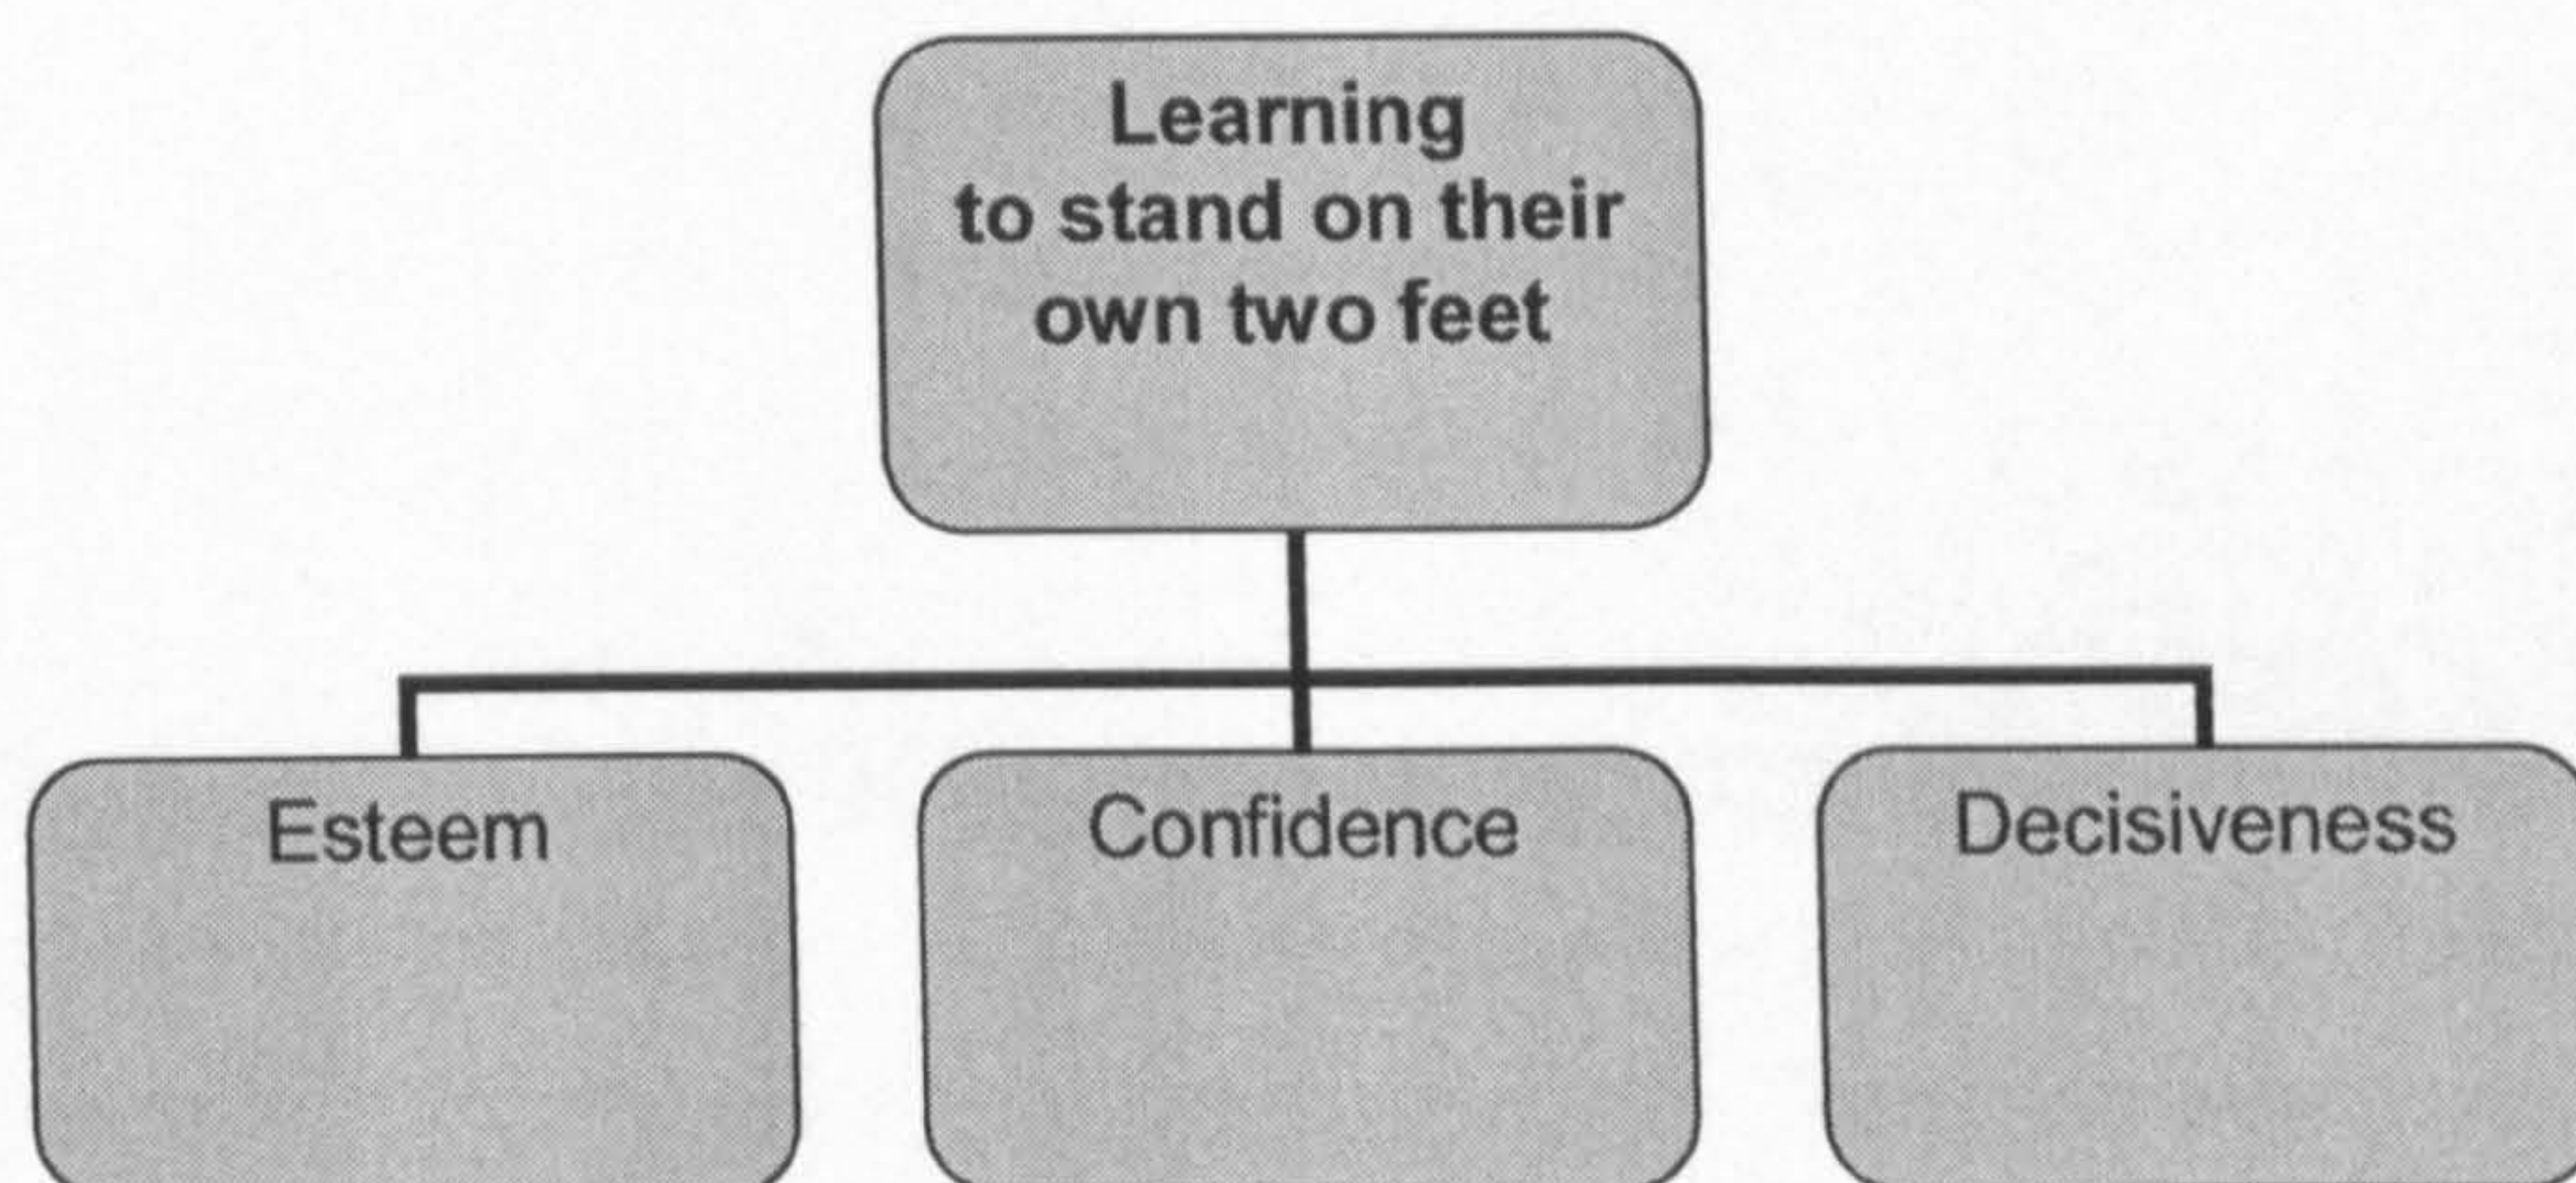 Learning
to stand on their
own two feet
Esteem
Confidence
Decisiveness